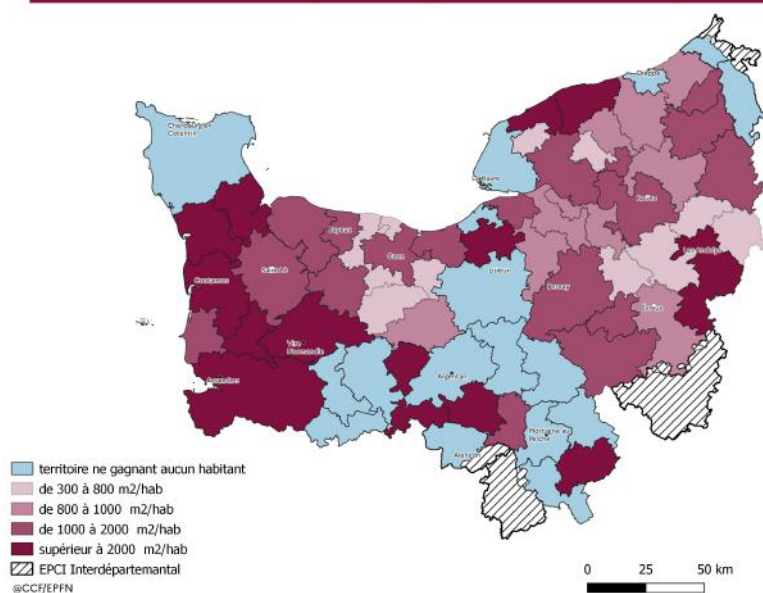 Dieppe
Cherbourg en
Cotentin
Le Havre
Rouen
Bayeux
Caen
Les Andelys
Saint-Lô
Lisieux
Coutances
Bernay
Evreux
Vire
Normandie
Avranches
Argentan
Mortagne au
Perche
Alençon
territoire ne gagnant aucun habitant
de 300 à 800 m2/hab
de 800 à 1000 m2/hab
de 1000 à 2000 m2/hab
supérieur à 2000 m2/hab
EPCI Interdépartemantal
@CCF/EPFN
0 25 50 km